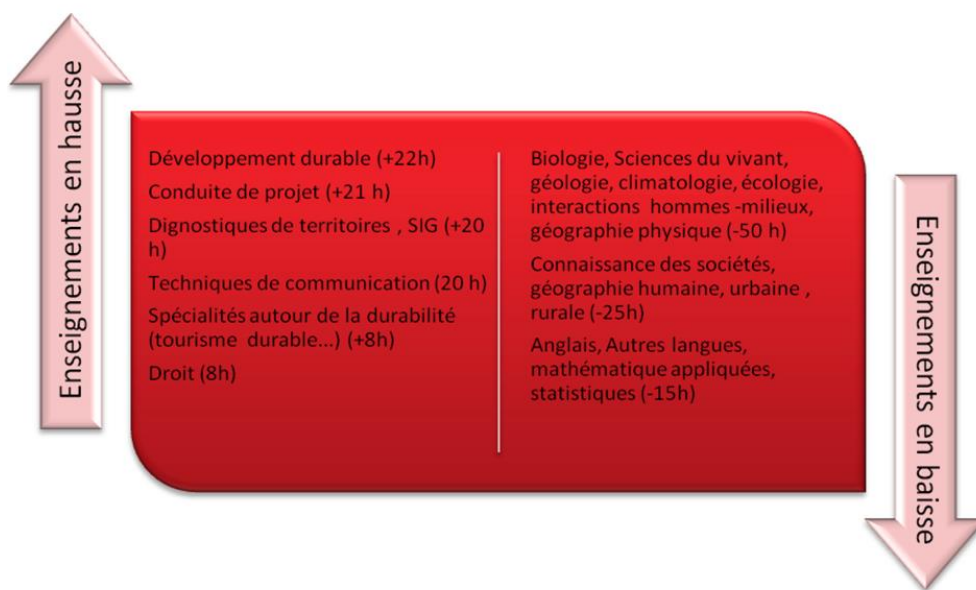 Enseignements en hausse
Développement durable (+22h)
Conduite de projet (+21 h)
Dignostiques de territoires , SIG (+20
h)
Techniques de communication (20 h)
Spécialités autour de la durabilité
(tourisme durable...) (+8h)
Droit (8h)
Biologie, Sciences du vivant,
géologie, climatologie, écologie,
interactions hommes -milieux,
géographie physique (-50 h)
Connaissance des sociétés,
géographie humaine, urbaine ,
rurale (-25h)
Anglais, Autres langues,
mathématique appliquées,
statistiques (-15h)
Enseignements en baisse